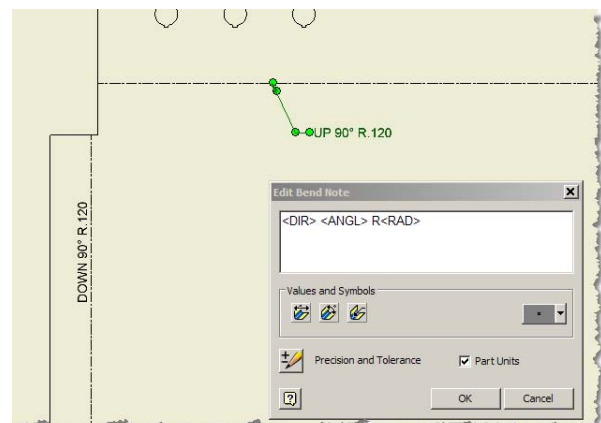 UP 90° R.120
DOWN 90° R.120
Edit Bend Note
<DIR> <ANGL> R<RAD>
Values and Symbols
Precision and Tolerance
Part Units
OK
Cancel